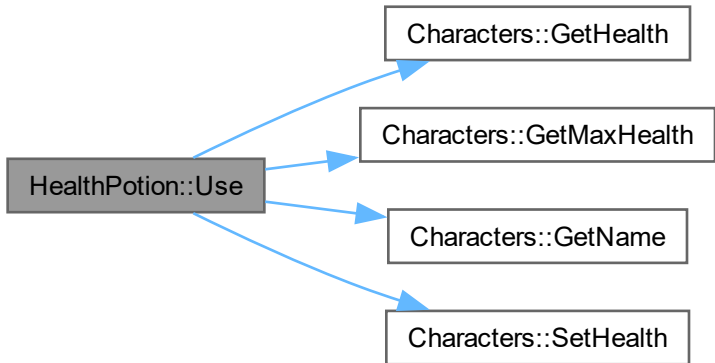 Characters::GetHealth
Characters::GetMaxHealth
HealthPotion::Use
Characters::GetName
Characters::SetHealth